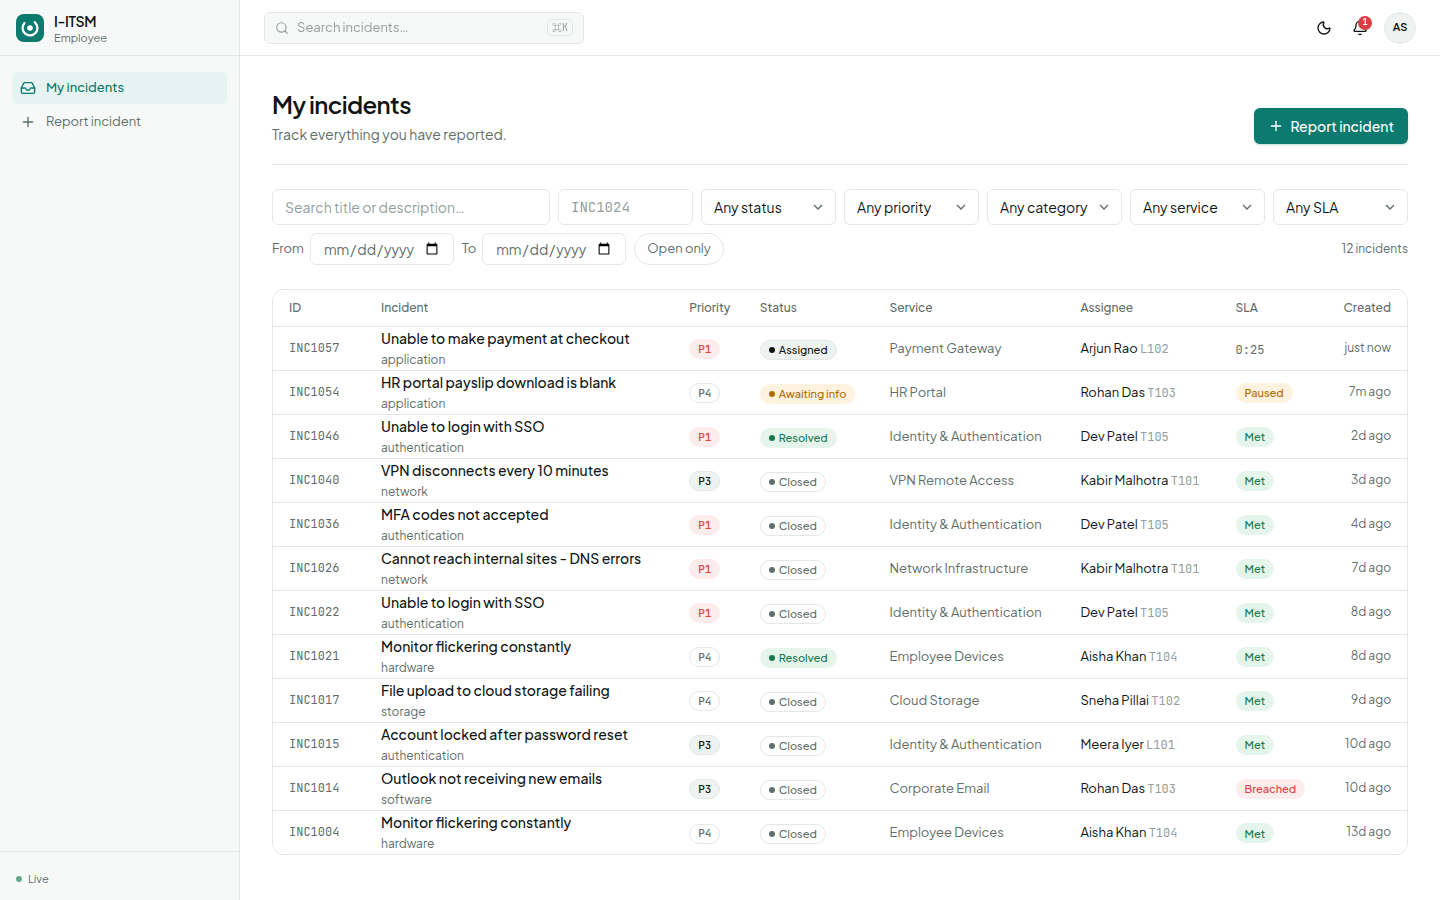 I-ITSM
Employee
Search incidents...
⌘K
1
AS
My incidents
Report incident
My incidents
Track everything you have reported.
Report incident
Search title or description...
INC1024
Any status
Any priority
Any category
Any service
Any SLA
From mm/dd/yyyy To mm/dd/yyyy Open only
12 incidents
ID Incident Priority Status Service Assignee SLA Created
INC1057 Unable to make payment at checkout P1 Assigned Payment Gateway Arjun Rao L102 0:25 just now
application
INC1054 HR portal payslip download is blank P4 Awaiting info HR Portal Rohan Das T103 Paused 7m ago
application
INC1046 Unable to login with SSO P1 Resolved Identity & Authentication Dev Patel T105 Met 2d ago
authentication
INC1040 VPN disconnects every 10 minutes P3 Closed VPN Remote Access Kabir Malhotra T101 Met 3d ago
network
INC1036 MFA codes not accepted P1 Closed Identity & Authentication Dev Patel T105 Met 4d ago
authentication
INC1026 Cannot reach internal sites - DNS errors P1 Closed Network Infrastructure Kabir Malhotra T101 Met 7d ago
network
INC1022 Unable to login with SSO P1 Closed Identity & Authentication Dev Patel T105 Met 8d ago
authentication
INC1021 Monitor flickering constantly P4 Resolved Employee Devices Aisha Khan T104 Met 8d ago
hardware
INC1017 File upload to cloud storage failing P4 Closed Cloud Storage Sneha Pillai T102 Met 9d ago
storage
INC1015 Account locked after password reset P3 Closed Identity & Authentication Meera Iyer L101 Met 10d ago
authentication
INC1014 Outlook not receiving new emails P3 Closed Corporate Email Rohan Das T103 Breached 10d ago
software
INC1004 Monitor flickering constantly P4 Closed Employee Devices Aisha Khan T104 Met 13d ago
hardware
Live